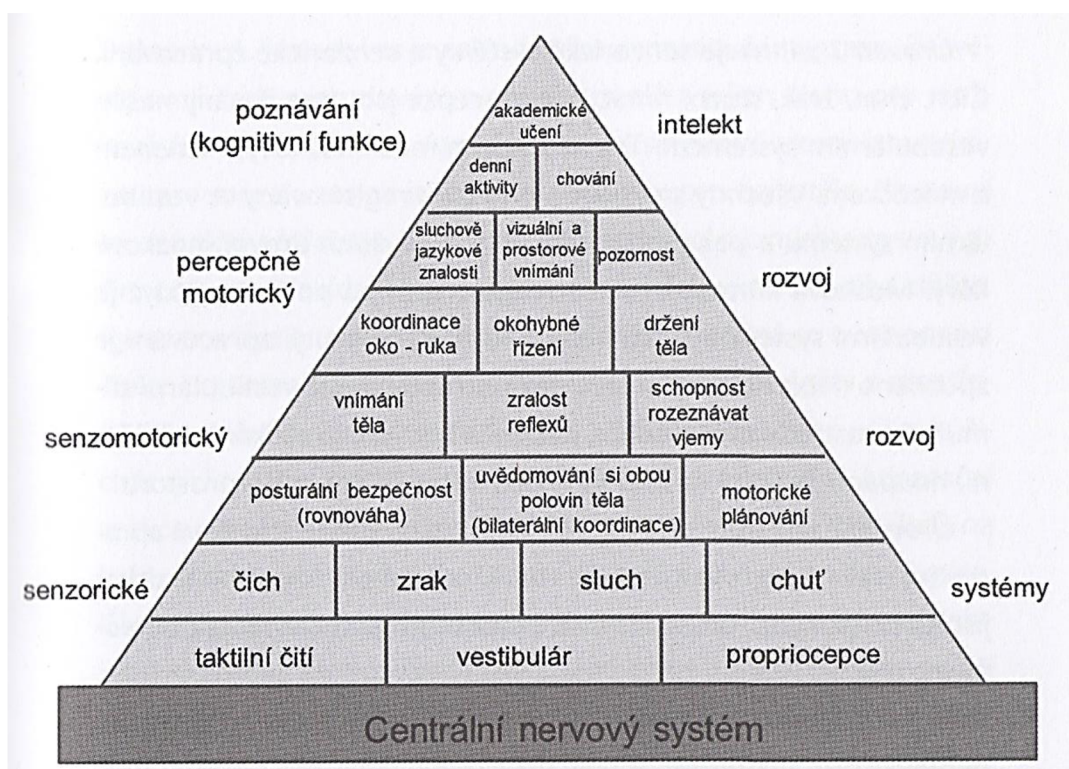 akademické
učení
poznávání
(kognitivní funkce)
intelekt
denní
aktivity
chování
sluchově
jazykové
znalosti
vizuální a
prostorové
vnímání
pozornost
percepčně
motorický
rozvoj
koordinace
oko - ruka
okohybné
řízení
držení
těla
senzomotorický
vnímání
těla
zralost
reflexů
schopnost
rozeznávat
vjemy
rozvoj
posturální bezpečnost
(rovnováha)
uvědomování si obou
polovin těla
(bilaterální koordinace)
motorické
plánování
senzorické
čich
zrak
sluch
chuť
systémy
taktilní čití
vestibulár
propriocepce
Centrální nervový systém